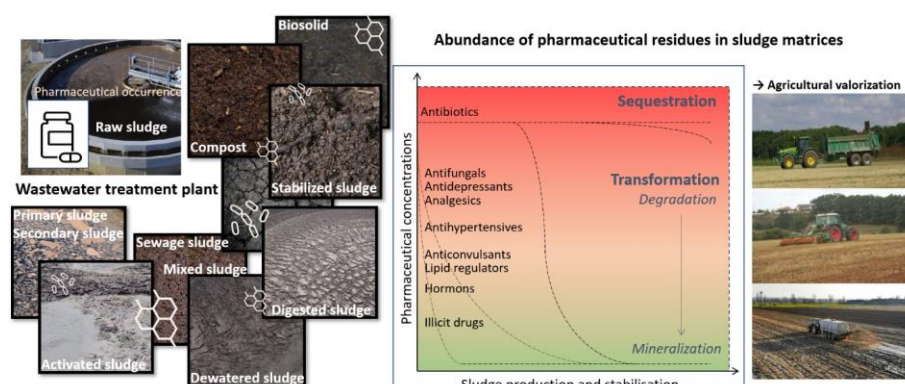 Pharmaceutical occurrence
Raw sludge
Biosolid
Compost
Stabilized sludge
Wastewater treatment plant
Primary sludge
Secondary sludge
Sewage sludge
Mixed sludge
Digested sludge
Activated sludge
Dewatered sludge
Abundance of pharmaceutical residues in sludge matrices
Pharmaceutical concentrations
Antibiotics
Sequestration
Antifungals
Antidepressants
Analgesics
Transformation
Degradation
Antihypertensives
Anticonvulsants
Lipid regulators
Hormons
Illicit drugs
Mineralization
Sludge production and stabilisation
→ Agricultural valorization